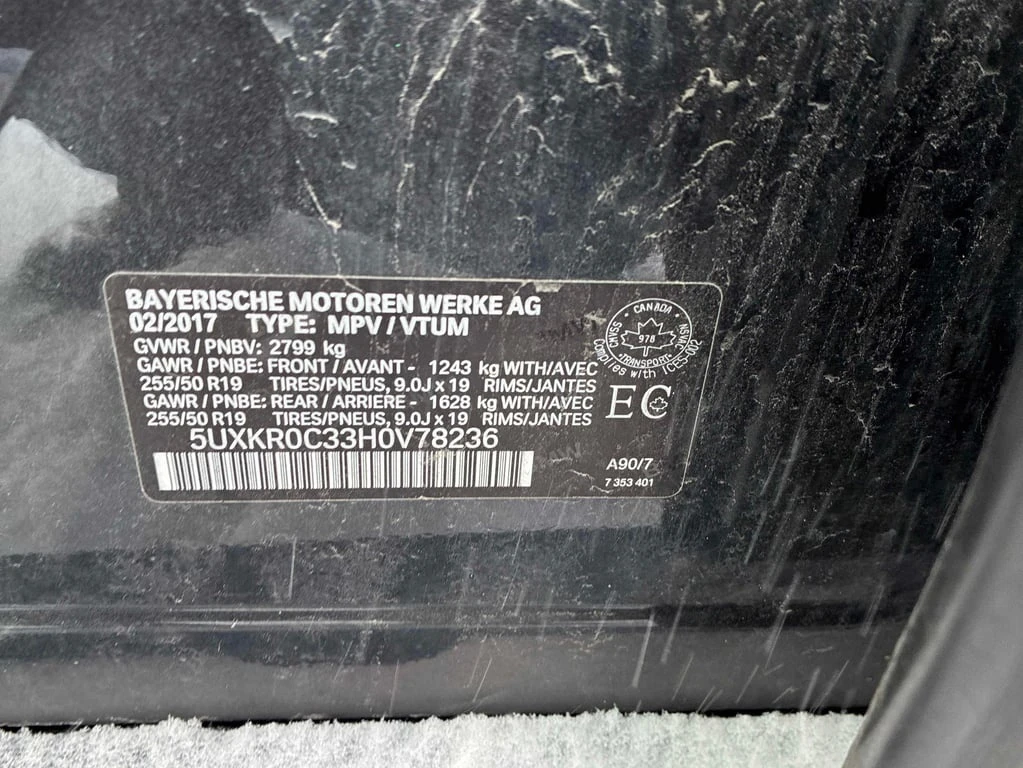 BAYERISCHE MOTOREN WERKE AG
02/2017 TYPE: MPV / VTUM
GVWR / PNBV: 2799 kg
GAWR / PNBE: FRONT / AVANT - 1243 kg WITH/AVEC
255/50 R19 TIRES/PNEUS, 9.0J x 19 RIMS/JANTES
GAWR / PNBE: REAR / ARRIÈRE - 1628 kg WITH/AVEC
255/50 R19 TIRES/PNEUS, 9.0J x 19 RIMS/JANTES
5UXKR0C33H0V78236
CANADA
CMVSS
NSVAC
978
TRANSPORT
Complies with ICES-002
EC
A90/7
7 353 401